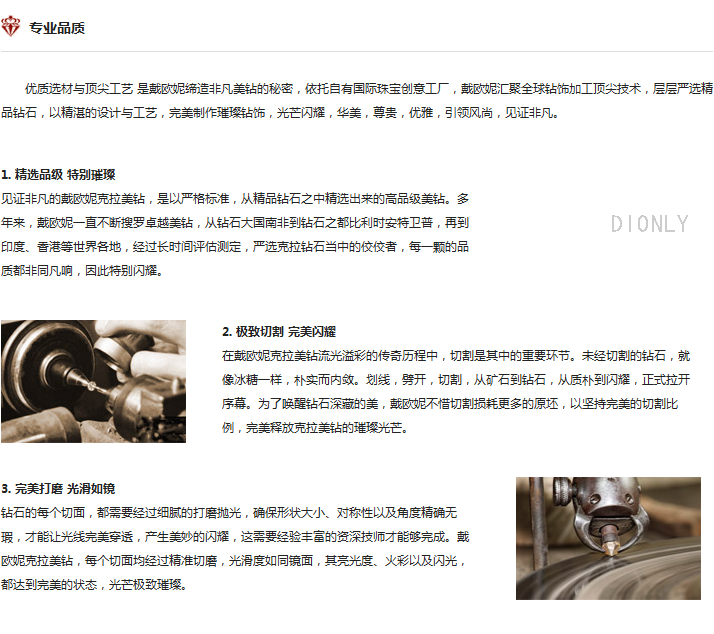 专业品质
优质选材与顶尖工艺 是戴欧妮缔造非凡美钻的秘密，依托自有国际珠宝创意工厂，戴欧妮汇聚全球钻饰加工顶尖技术，层层严选精
品钻石，以精湛的设计与工艺，完美制作璀璨钻饰，光芒闪耀，华美，尊贵，优雅，引领风尚，见证非凡。
1. 精选品级 特别璀璨
见证非凡的戴欧妮克拉美钻，是以严格标准，从精品钻石之中精选出来的高品级美钻。多
年来，戴欧妮一直不断搜罗卓越美钻，从钻石大国南非到钻石之都比利时安特卫普，再到
印度、香港等世界各地，经过长时间评估测定，严选克拉钻石当中的佼佼者，每一颗的品
质都非同凡响，因此特别闪耀。
DIONLY
2. 极致切割 完美闪耀
在戴欧妮克拉美钻流光溢彩的传奇历程中，切割是其中的重要环节。未经切割的钻石，就
像冰糖一样，朴实而内敛。划线，劈开，切割，从矿石到钻石，从质朴到闪耀，正式拉开
序幕。为了唤醒钻石深藏的美，戴欧妮不惜切割损耗更多的原坯，以坚持完美的切割比
例，完美释放克拉美钻的璀璨光芒。
3. 完美打磨 光滑如镜
钻石的每个切面，都需要经过细腻的打磨抛光，确保形状大小、对称性以及角度精确无
瑕，才能让光线完美穿透，产生美妙的闪耀，这需要经验丰富的资深技师才能够完成。戴
欧妮克拉美钻，每个切面均经过精准切磨，光滑度如同镜面，其亮光度、火彩以及闪光，
都达到完美的状态，光芒极致璀璨。